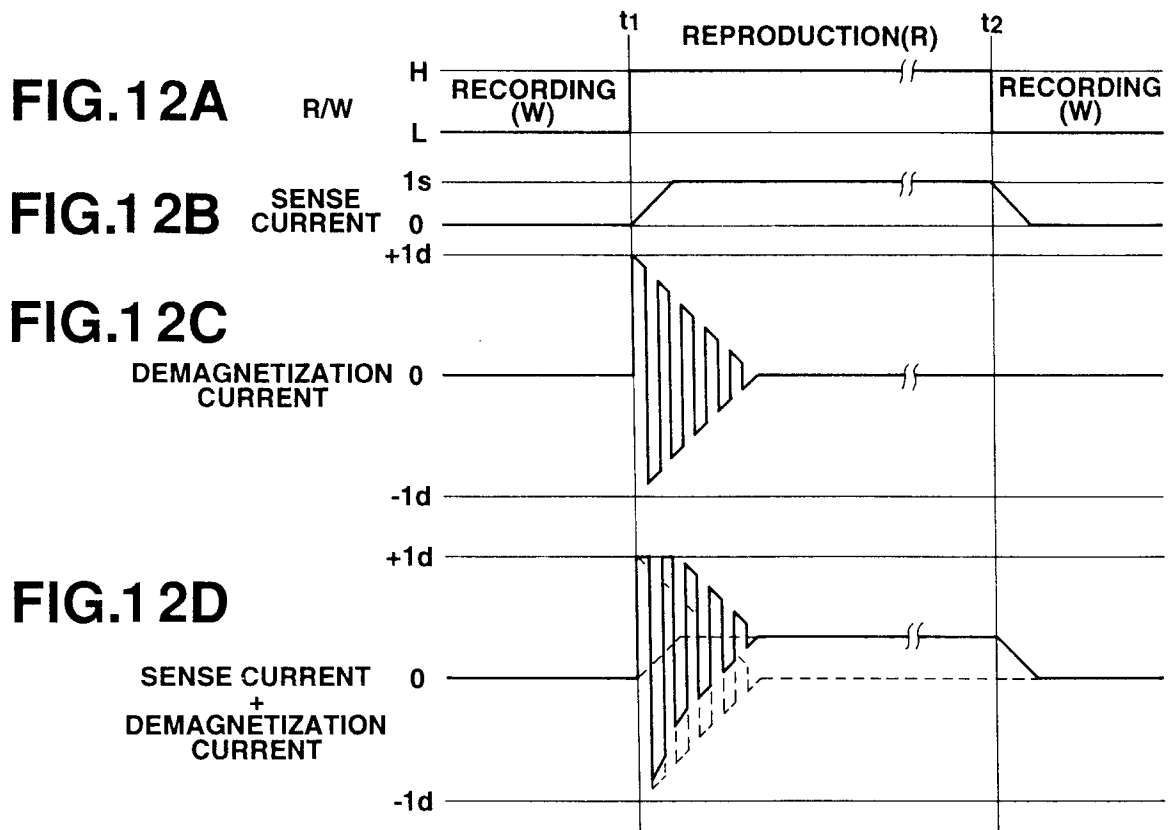 t1
REPRODUCTION(R)
t2
FIG.12A
R/W
H
L
RECORDING
(W)
RECORDING
(W)
FIG.12B
SENSE
CURRENT
1s
0
FIG.12C
DEMAGNETIZATION
CURRENT
+1d
0
-1d
FIG.12D
SENSE CURRENT
+
DEMAGNETIZATION
CURRENT
+1d
0
-1d